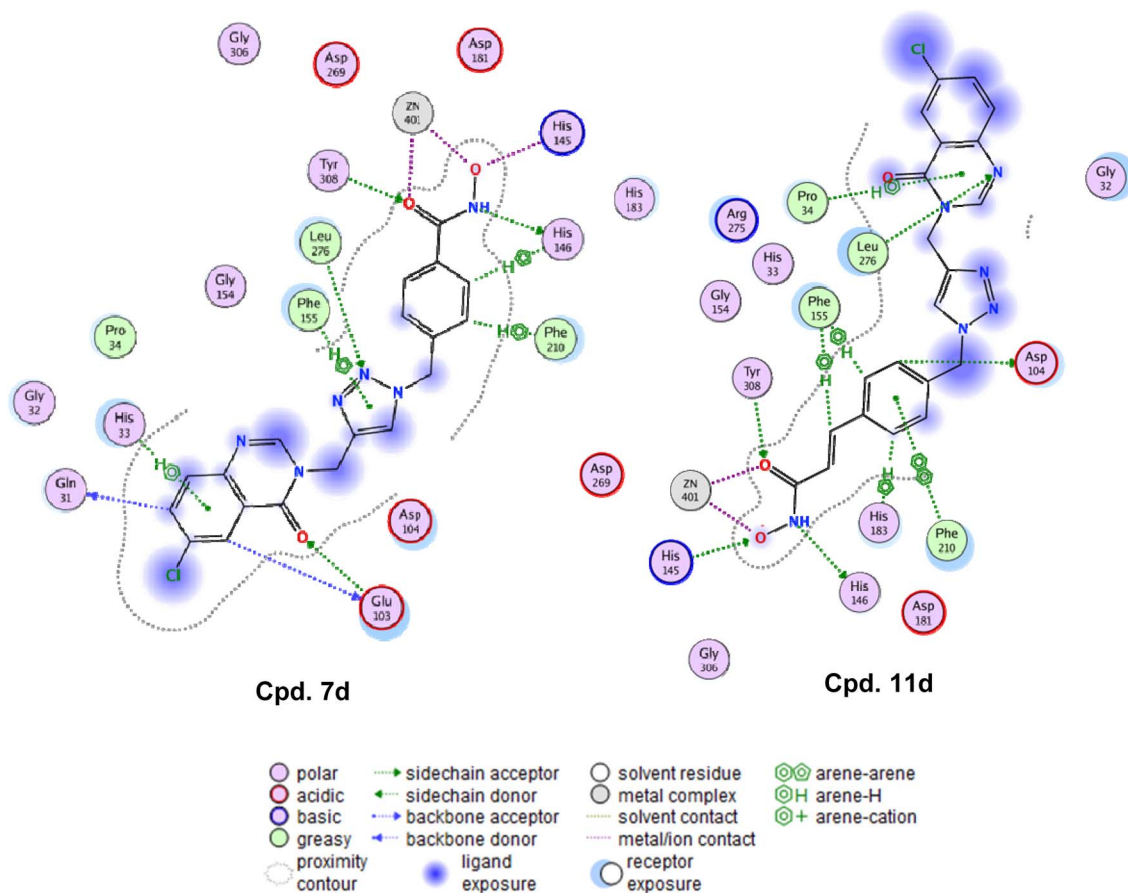 Gly
306
Asp
269
Asp
181
ZN
401
His
145
Tyr
308
O
O
NH
His
183
Leu
276
His
146
H
Gly
154
Phe
155
H
Phe
210
H
Pro
34
N
N
N
Gly
32
His
33
H
N
N
Gln
31
O
Asp
104
Cl
Glu
103
Cpd. 7d
Cl
Gly
32
O
H
N
N
Pro
34
Arg
275
Leu
276
His
33
Gly
154
Phe
155
N
N
N
H
H
Asp
104
Tyr
308
O
Asp
269
ZN
401
H
His
183
O
NH
Phe
210
His
145
His
146
Asp
181
Gly
306
Cpd. 11d
polar
sidechain acceptor
solvent residue
arene-arene
acidic
sidechain donor
metal complex
H arene-H
basic
backbone acceptor
solvent contact
+ arene-cation
greasy
backbone donor
metal/ion contact
proximity
contour
ligand
exposure
receptor
exposure